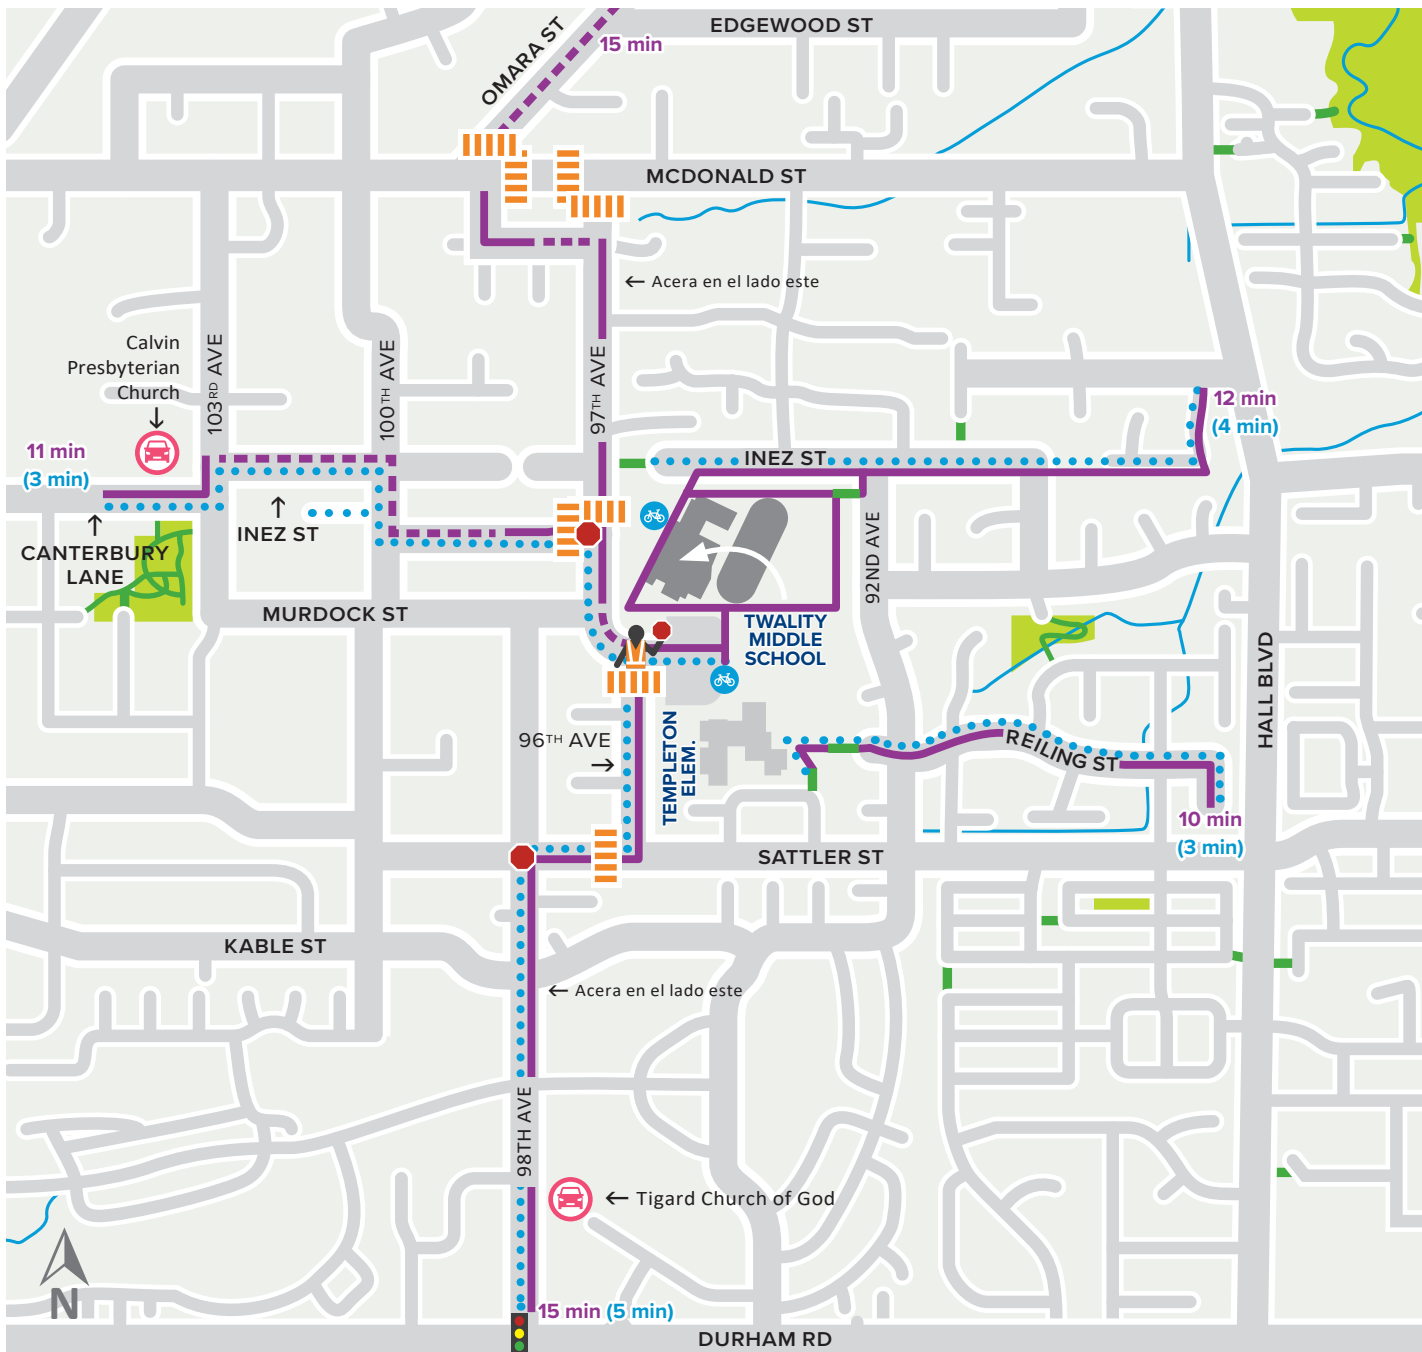 EDGEWOOD ST
OMARA ST
15 min
MCDONALD ST
← Acera en el lado este
Calvin
Presbyterian
Church
↓
103RD AVE
100TH AVE
97TH AVE
12 min
(4 min)
11 min
(3 min)
INEZ ST
↑
INEZ ST
↑
CANTERBURY
LANE
92ND AVE
MURDOCK ST
TWALITY
MIDDLE
SCHOOL
HALL BLVD
96TH AVE
→
TEMPLETON
ELEM.
REILING ST
10 min
(3 min)
SATTLER ST
KABLE ST
← Acera en el lado este
98TH AVE
← Tigard Church of God
N
15 min (5 min)
DURHAM RD